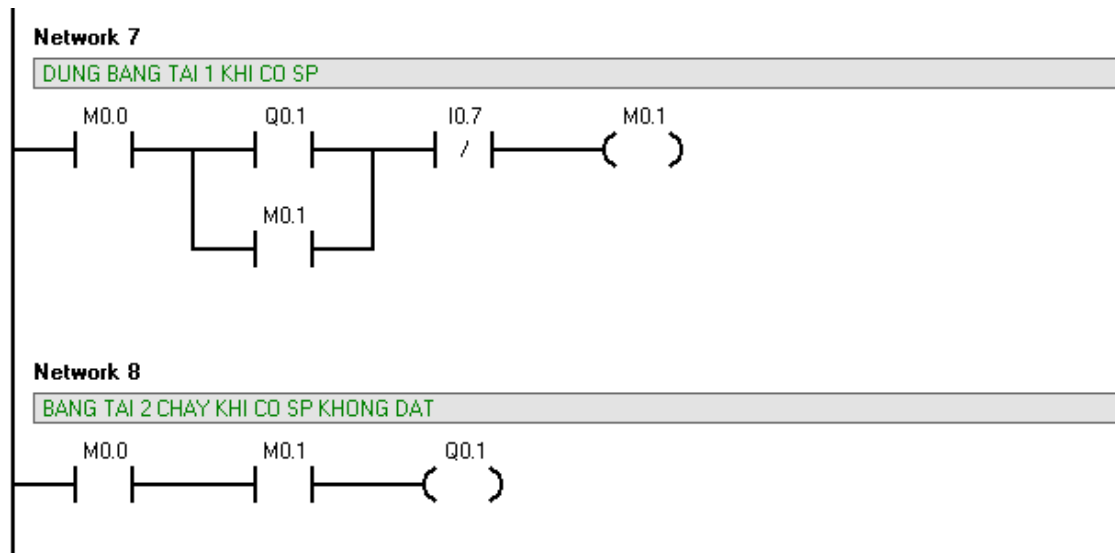 Network 7
DUNG BANG TAI 1 KHI CO SP
M0.0 Q0.1 I0.7 M0.1
/
M0.1
Network 8
BANG TAI 2 CHAY KHI CO SP KHONG DAT
M0.0 M0.1 Q0.1